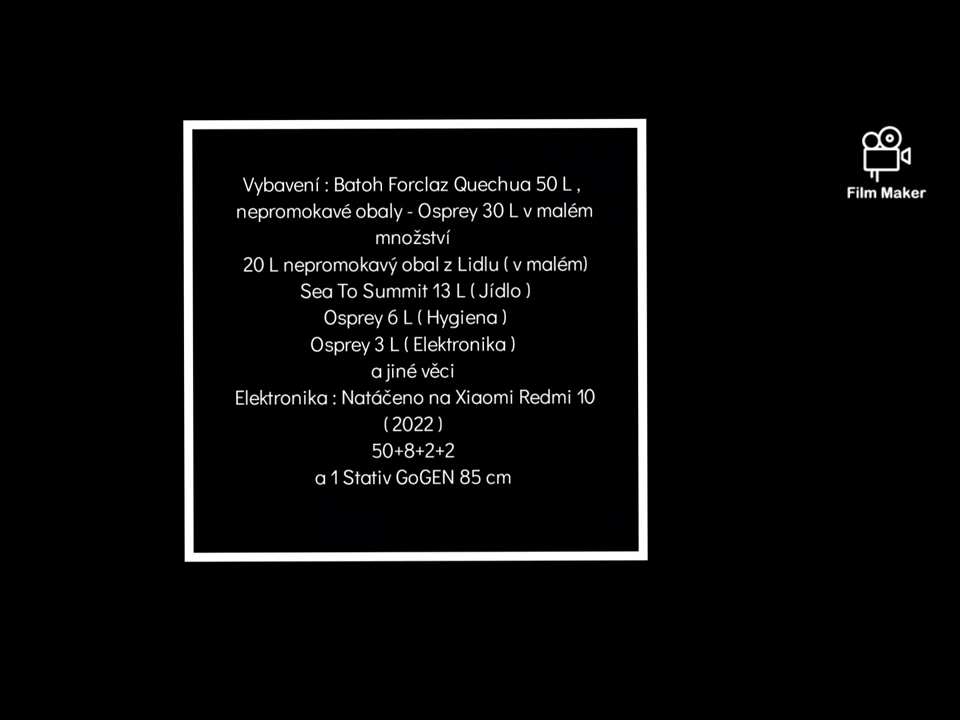 Vybavení : Batoh Forclaz Quechua 50 L ,
nepromokavé obaly - Osprey 30 L v malém
množství
20 L nepromokavý obal z Lidlu ( v malém)
Sea To Summit 13 L ( Jídlo )
Osprey 6 L ( Hygiena )
Osprey 3 L ( Elektronika )
a jiné věci
Elektronika : Natáčeno na Xiaomi Redmi 10
( 2022 )
50+8+2+2
a 1 Stativ GoGEN 85 cm
Film Maker